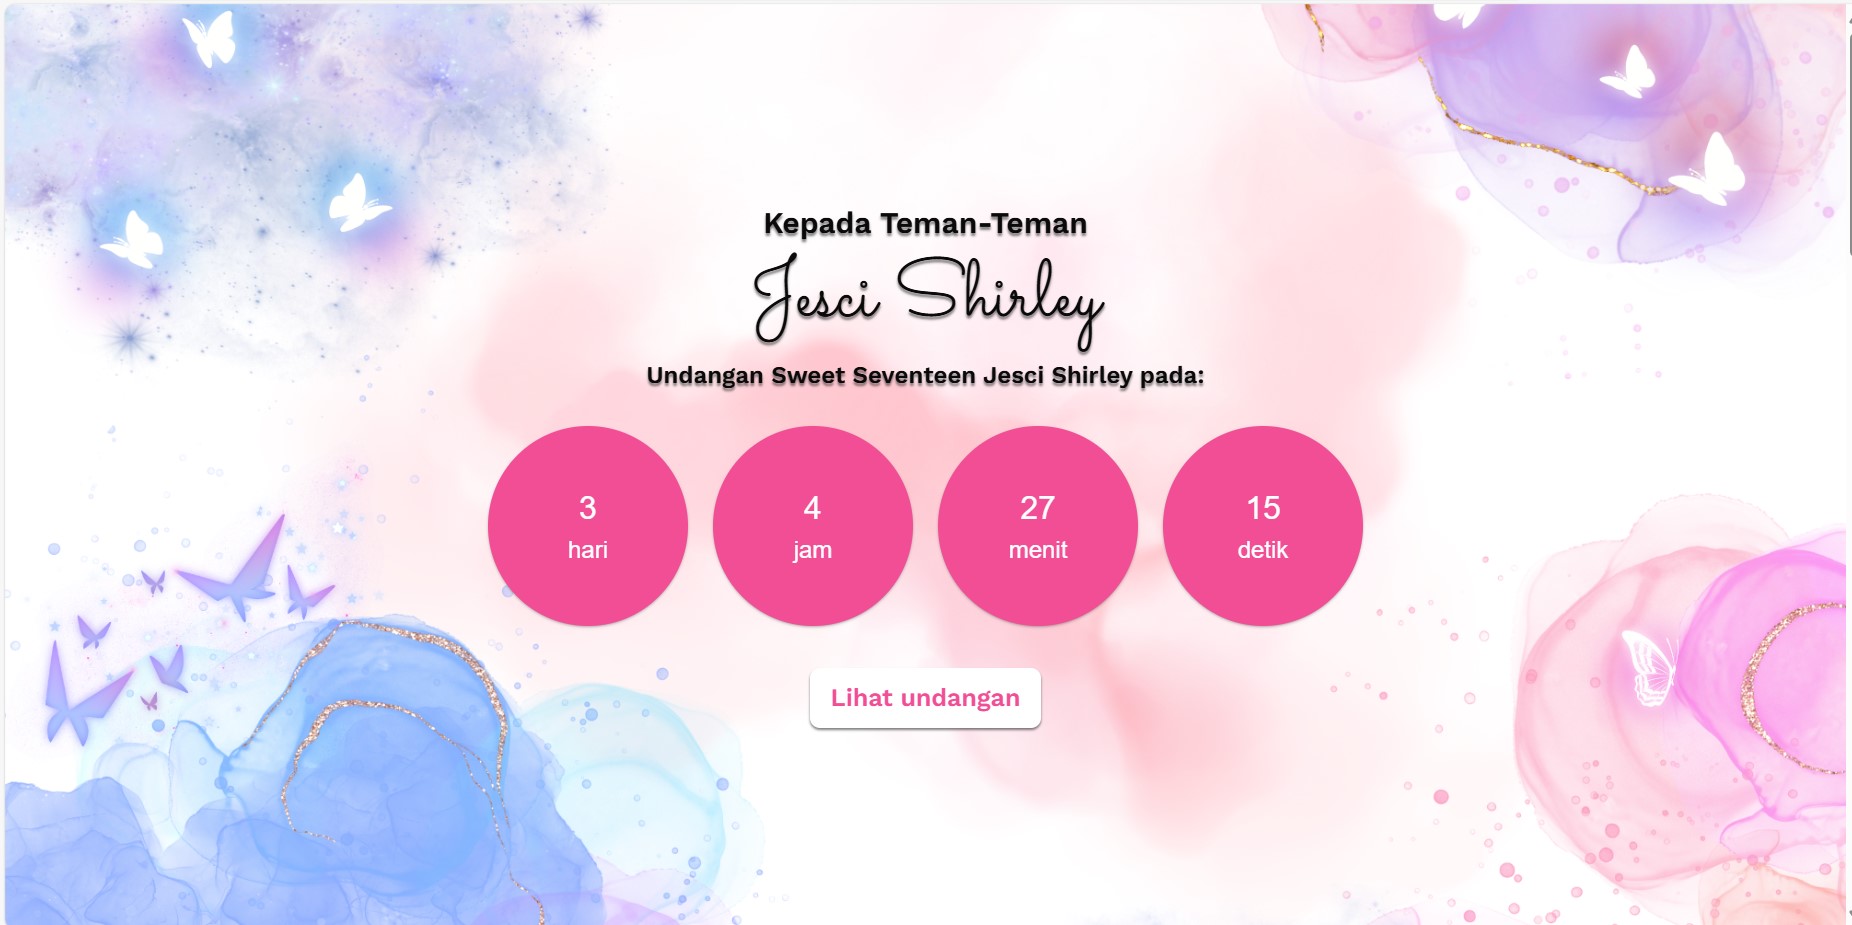 Kepada Teman-Teman
Jesci Shirley
Undangan Sweet Seventeen Jesci Shirley pada:
3 4 27 15
hari jam menit detik
Lihat undangan